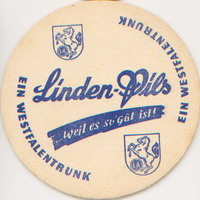 EIN WESTFALENTRUNK
Linden-Pils
Weil es so gut ist!
EIN WESTFALENTRUNK